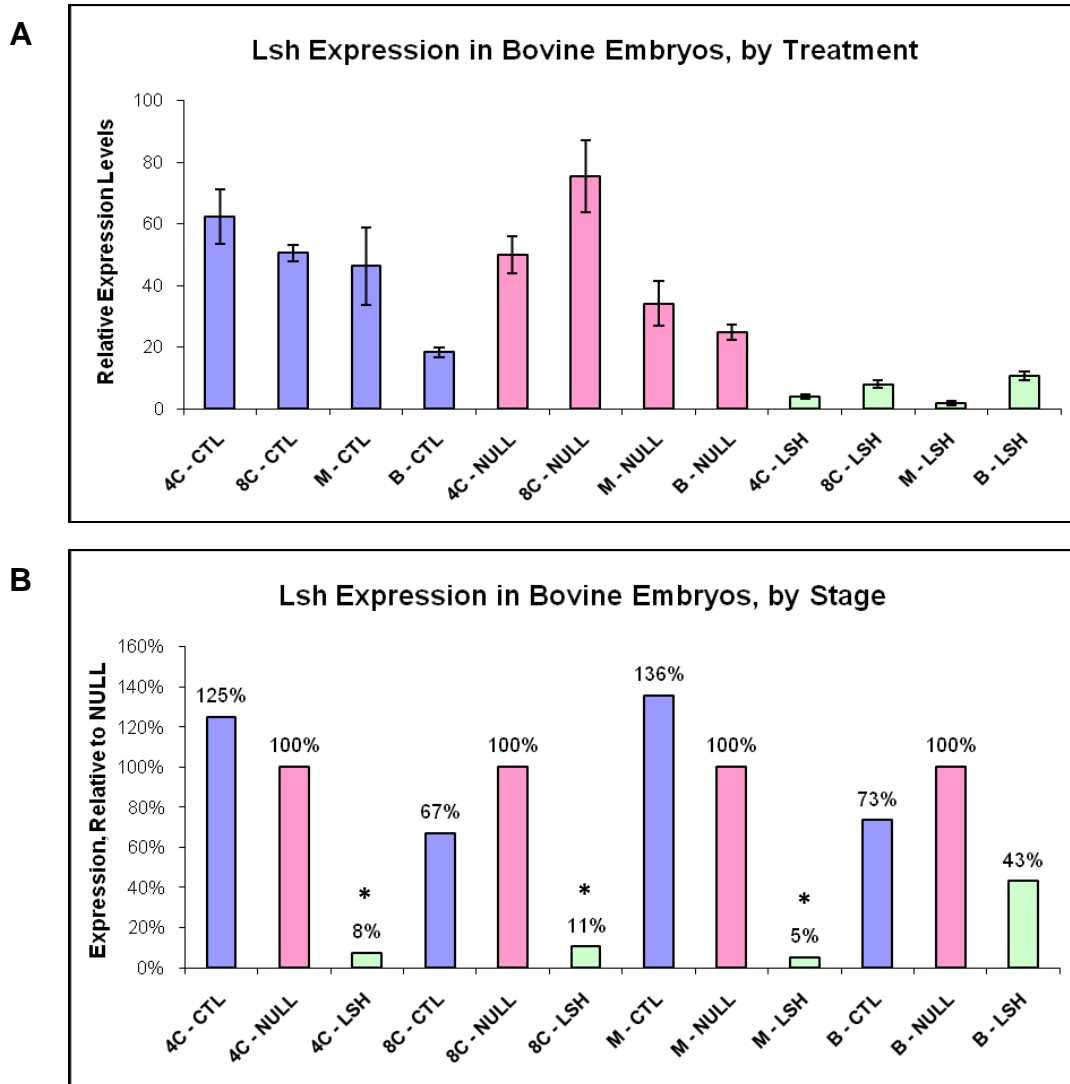 A
Lsh Expression in Bovine Embryos, by Treatment
Relative Expression Levels
100
80
60
40
20
0
4C - CTL
8C - CTL
M - CTL
B - CTL
4C - NULL
8C - NULL
M - NULL
B - NULL
4C - LSH
8C - LSH
M - LSH
B - LSH
B
Lsh Expression in Bovine Embryos, by Stage
Expression, Relative to NULL
160%
140%
120%
100%
80%
60%
40%
20%
0%
125%
100%
*
8%
67%
100%
*
11%
136%
100%
*
5%
73%
100%
43%
4C - CTL
4C - NULL
4C - LSH
8C - CTL
8C - NULL
8C - LSH
M - CTL
M - NULL
M - LSH
B - CTL
B - NULL
B - LSH